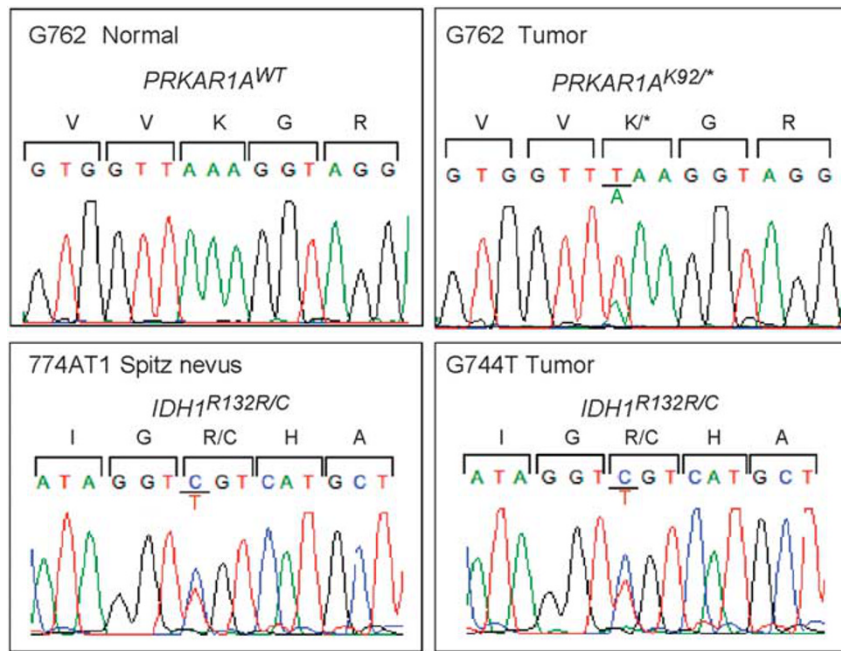 G762 Normal
PRKAR1A^WT
V V K G R
G T G G T T A A A G G T A G G
G762 Tumor
PRKAR1A^K92/*
V V K/* G R
G T G G T T T A A G G T A G G
A
774AT1 Spitz nevus
IDH1^R132R/C
I G R/C H A
A T A G G T C G T C A T G C T
T
G744T Tumor
IDH1^R132R/C
I G R/C H A
A T A G G T C G T C A T G C T
T